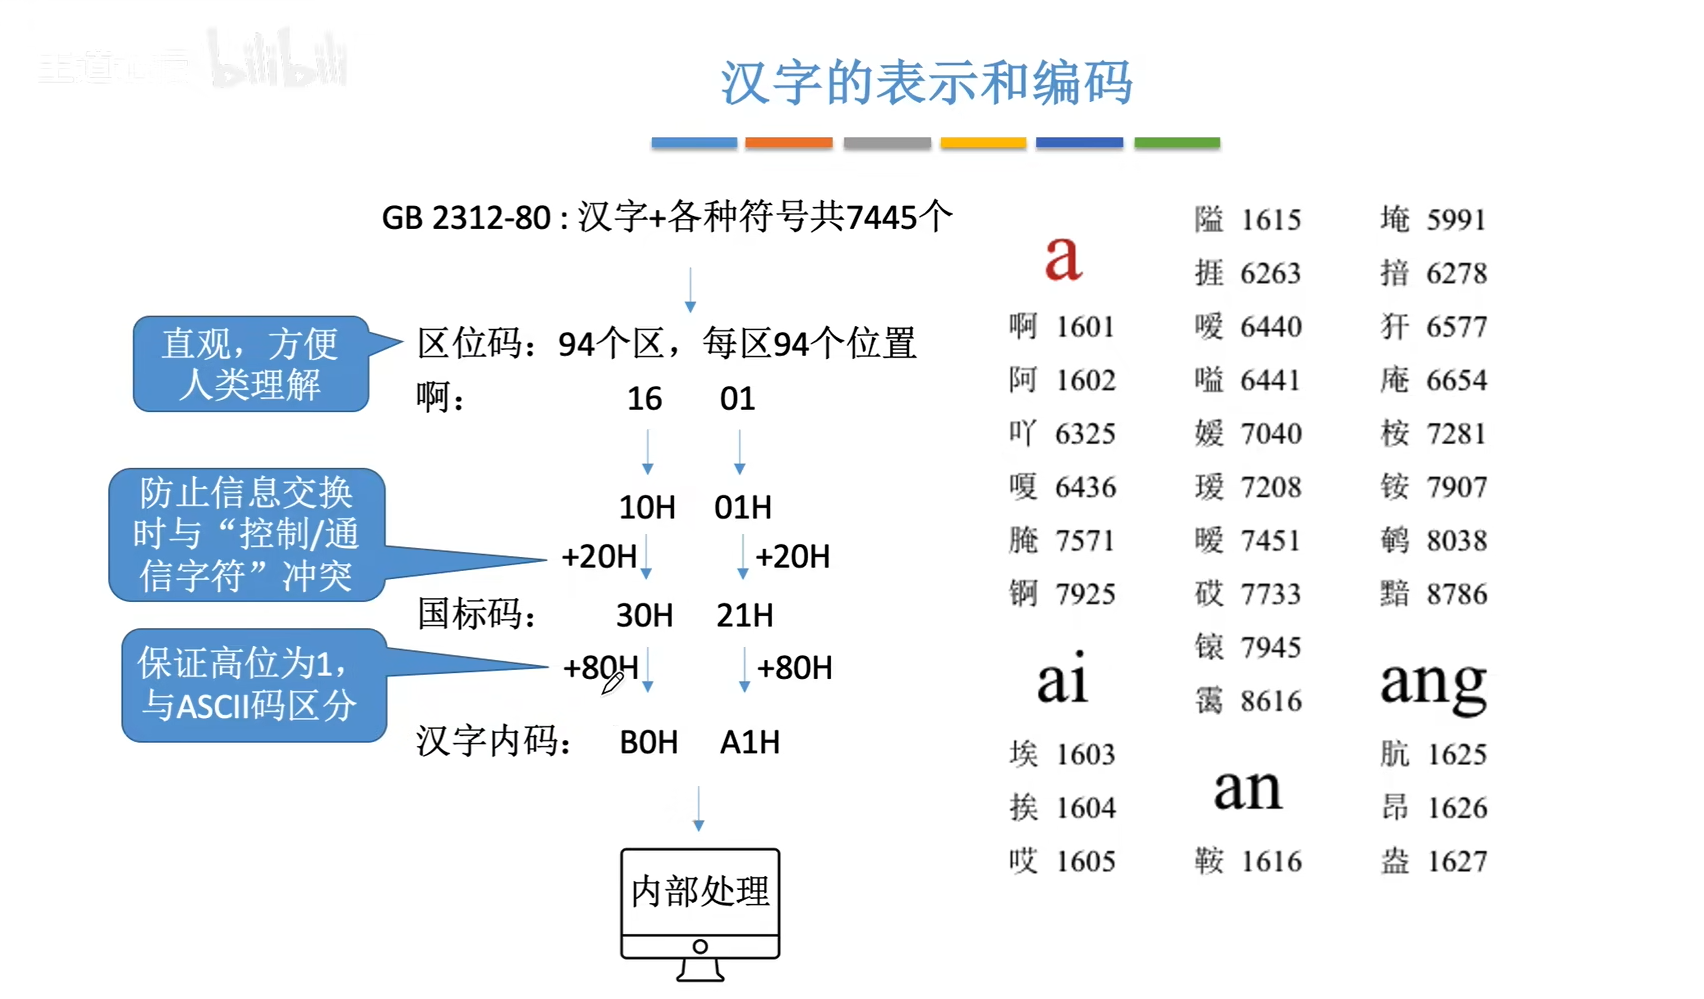 bilibili
汉字的表示和编码
GB 2312-80 : 汉字+各种符号共7445个
直观，方便
人类理解
区位码：94个区，每区94个位置
啊： 16 01
10H 01H
防止信息交换
时与“控制/通
信字符”冲突
+20H +20H
国标码： 30H 21H
保证高位为1，
与ASCII码区分
+80H +80H
汉字内码： B0H A1H
内部处理
a
啊 1601
阿 1602
吖 6325
嗄 6436
腌 7571
锕 7925
ai
埃 1603
挨 1604
哎 1605
隘 1615
捱 6263
嗳 6440
嗌 6441
嫒 7040
瑷 7208
暧 7451
砹 7733
锿 7945
霭 8616
an
鞍 1616
埯 5991
揞 6278
犴 6577
庵 6654
桉 7281
铵 7907
鹌 8038
黯 8786
ang
肮 1625
昂 1626
盎 1627